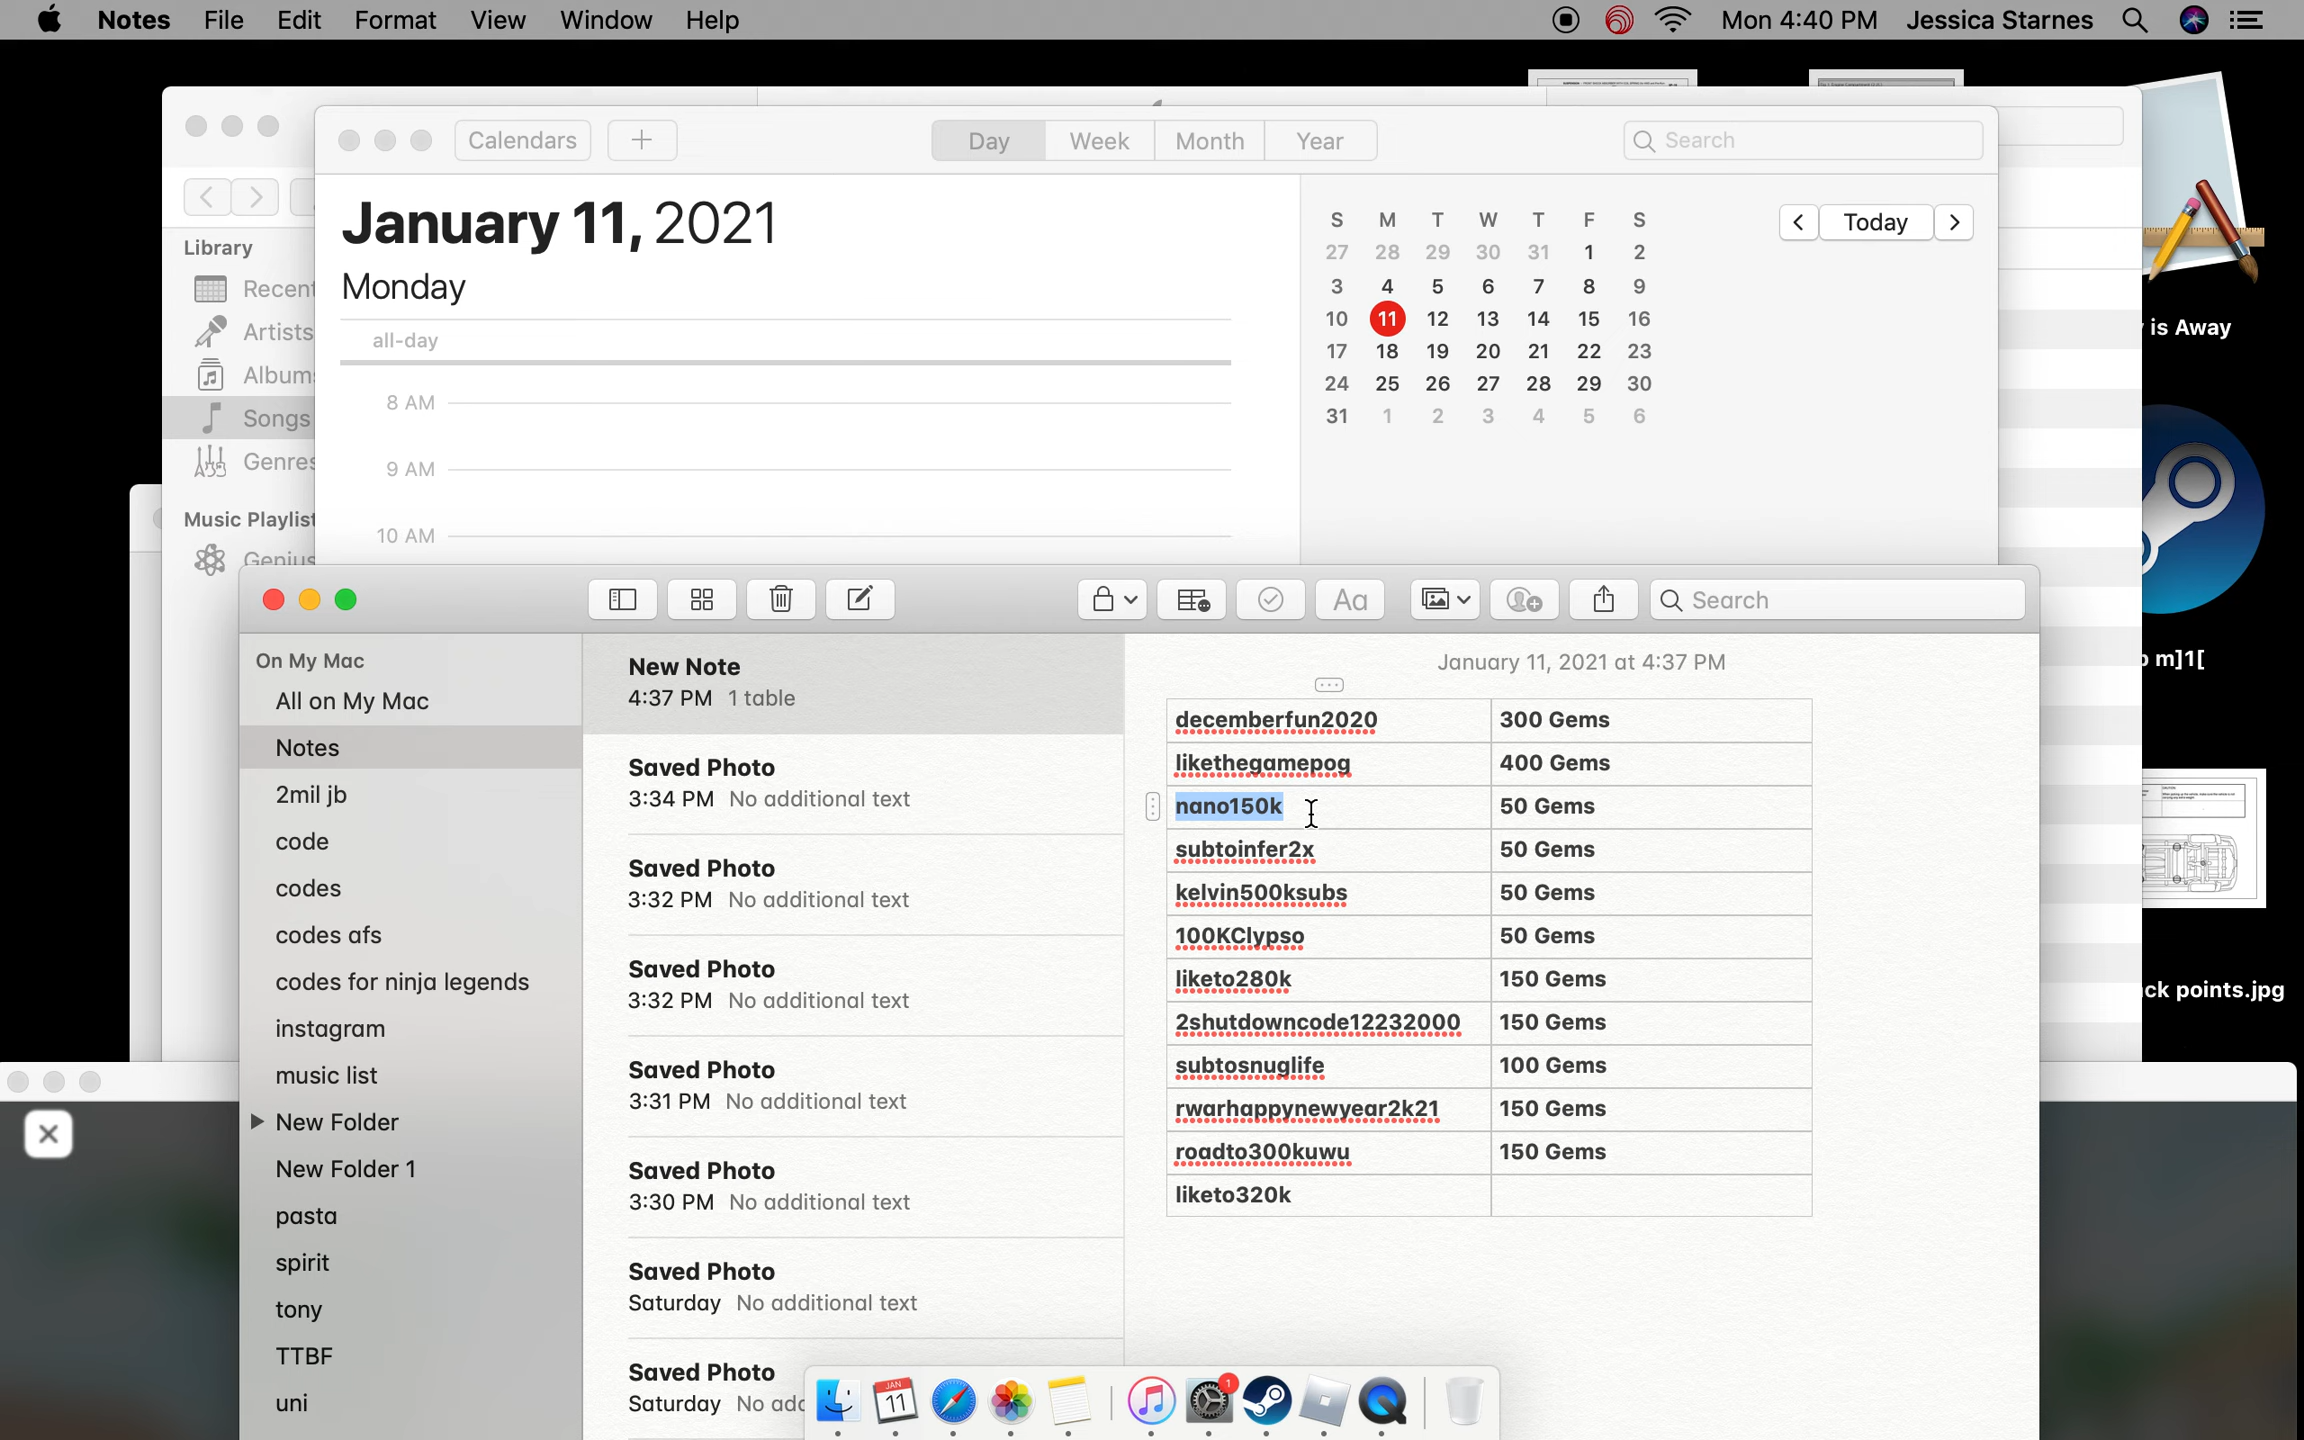 Notes File Edit Format View Window Help Mon 4:40 PM Jessica Starnes
Calendars + Day Week Month Year Search
January 11, 2021
Monday
all-day
8 AM
9 AM
10 AM
S M T W T F S
27 28 29 30 31 1 2
3 4 5 6 7 8 9
10 11 12 13 14 15 16
17 18 19 20 21 22 23
24 25 26 27 28 29 30
31 1 2 3 4 5 6
Today
Library
Recent
Artists
Album
Songs
Genres
Music Playlist
Genius
is Away
m]1[
ck points.jpg
Aa Search
On My Mac
All on My Mac
Notes
2mil jb
code
codes
codes afs
codes for ninja legends
instagram
music list
New Folder
New Folder 1
pasta
spirit
tony
TTBF
uni
New Note
4:37 PM 1 table
Saved Photo
3:34 PM No additional text
Saved Photo
3:32 PM No additional text
Saved Photo
3:32 PM No additional text
Saved Photo
3:31 PM No additional text
Saved Photo
3:30 PM No additional text
Saved Photo
Saturday No additional text
Saved Photo
Saturday No
January 11, 2021 at 4:37 PM
decemberfun2020 300 Gems
likethegamepog 400 Gems
nano150k 50 Gems
subtoinfer2x 50 Gems
kelvin500ksubs 50 Gems
100KClypso 50 Gems
liketo280k 150 Gems
2shutdowncode12232000 150 Gems
subtosnuglife 100 Gems
rwarhappynewyear2k21 150 Gems
roadto300kuwu 150 Gems
liketo320k
JAN
11
1